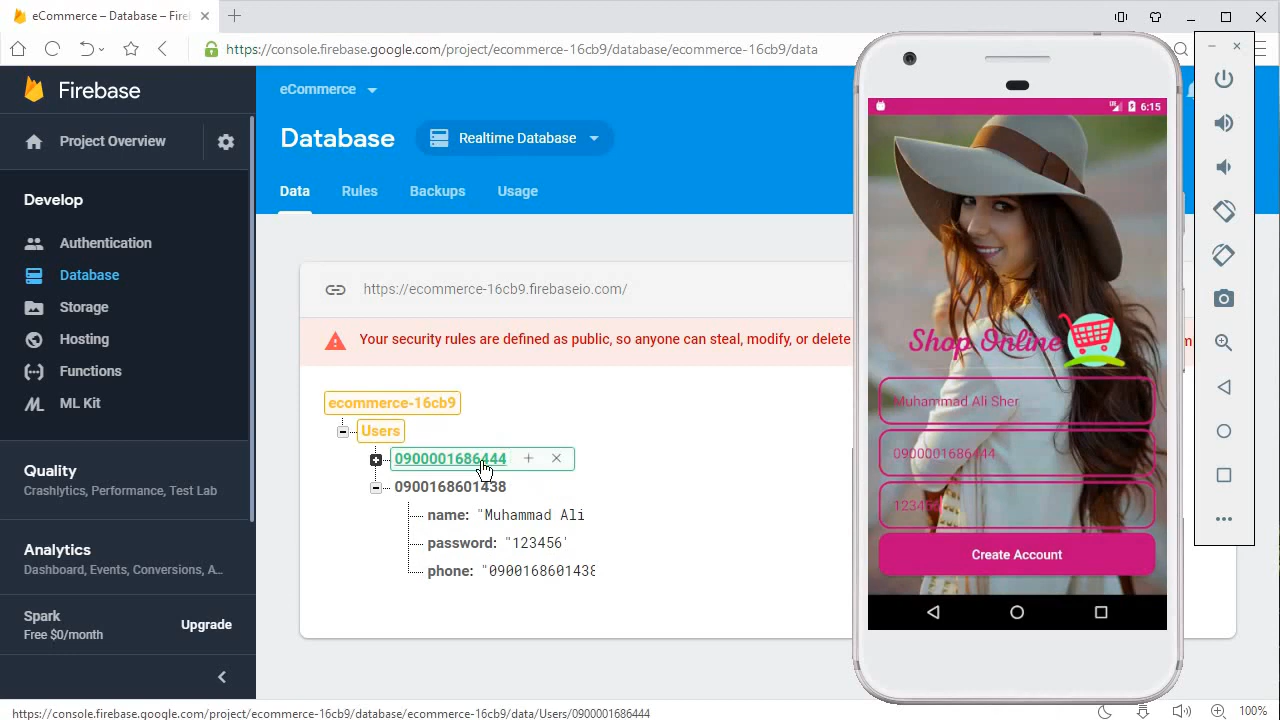 eCommerce – Database – Fire
https://console.firebase.google.com/project/ecommerce-16cb9/database/ecommerce-16cb9/data
Firebase
Project Overview
Develop
Authentication
Database
Storage
Hosting
Functions
ML Kit
Quality
Crashlytics, Performance, Test Lab
Analytics
Dashboard, Events, Conversions, A...
Spark
Free $0/month
Upgrade
eCommerce
Database
Realtime Database
Data
Rules
Backups
Usage
https://ecommerce-16cb9.firebaseio.com/
Your security rules are defined as public, so anyone can steal, modify, or delete
ecommerce-16cb9
Users
0900001686444
0900168601438
name: "Muhammad Ali
password: "123456'
phone: "0900168601438
6:15
Shop Online
Muhammad Ali Sher
0900001686444
123456
Create Account
https://console.firebase.google.com/project/ecommerce-16cb9/database/ecommerce-16cb9/data/Users/0900001686444
100%